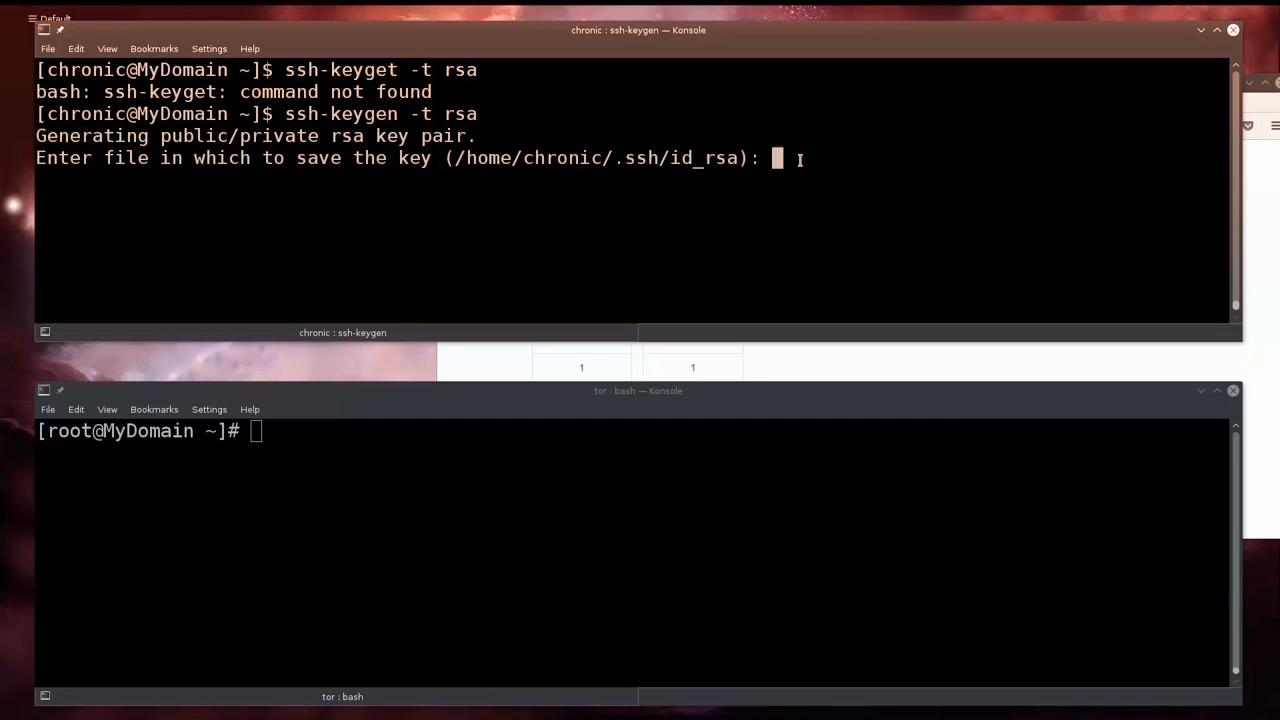 Default
chronic : ssh-keygen — Konsole
File Edit View Bookmarks Settings Help
[chronic@MyDomain ~]$ ssh-keyget -t rsa
bash: ssh-keyget: command not found
[chronic@MyDomain ~]$ ssh-keygen -t rsa
Generating public/private rsa key pair.
Enter file in which to save the key (/home/chronic/.ssh/id_rsa):
chronic : ssh-keygen
1 1
tor : bash — Konsole
File Edit View Bookmarks Settings Help
[root@MyDomain ~]#
tor : bash